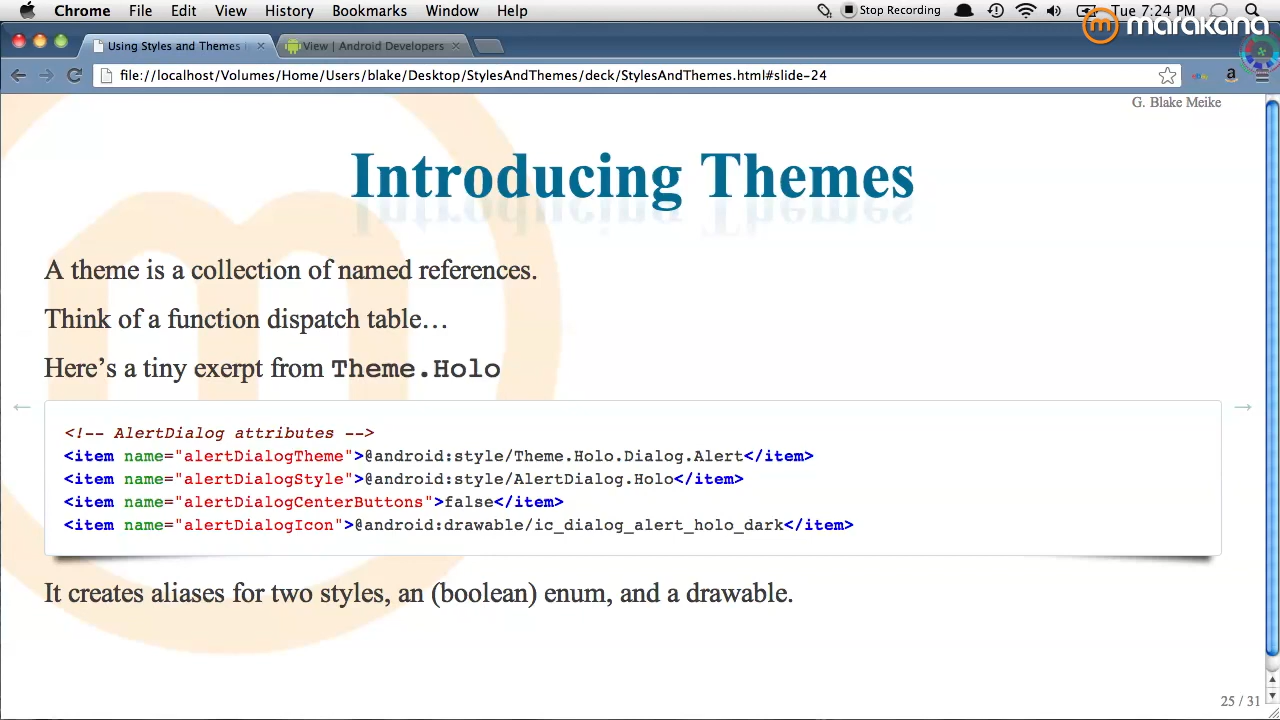 Chrome File Edit View History Bookmarks Window Help Stop Recording Tue 7:24 PM
marakana
Using Styles and Themes
View | Android Developers
file://localhost/Volumes/Home/Users/blake/Desktop/StylesAndThemes/deck/StylesAndThemes.html#slide-24
G. Blake Meike
Introducing Themes
A theme is a collection of named references.
Think of a function dispatch table…
Here’s a tiny exerpt from Theme.Holo
<!-- AlertDialog attributes -->
<item name="alertDialogTheme">@android:style/Theme.Holo.Dialog.Alert</item>
<item name="alertDialogStyle">@android:style/AlertDialog.Holo</item>
<item name="alertDialogCenterButtons">false</item>
<item name="alertDialogIcon">@android:drawable/ic_dialog_alert_holo_dark</item>
It creates aliases for two styles, an (boolean) enum, and a drawable.
25 / 31